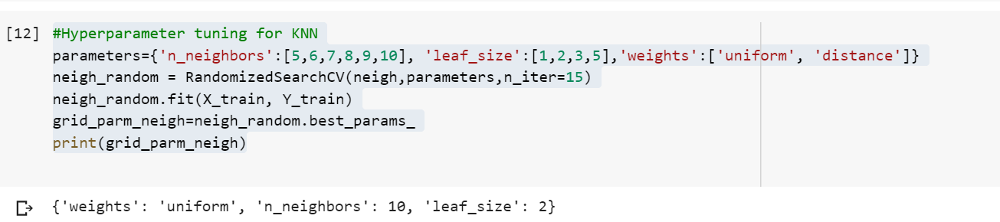 [12] #Hyperparameter tuning for KNN
parameters={'n_neighbors':[5,6,7,8,9,10], 'leaf_size':[1,2,3,5],'weights':['uniform', 'distance']}
neigh_random = RandomizedSearchCV(neigh,parameters,n_iter=15)
neigh_random.fit(X_train, Y_train)
grid_parm_neigh=neigh_random.best_params_
print(grid_parm_neigh)
{'weights': 'uniform', 'n_neighbors': 10, 'leaf_size': 2}